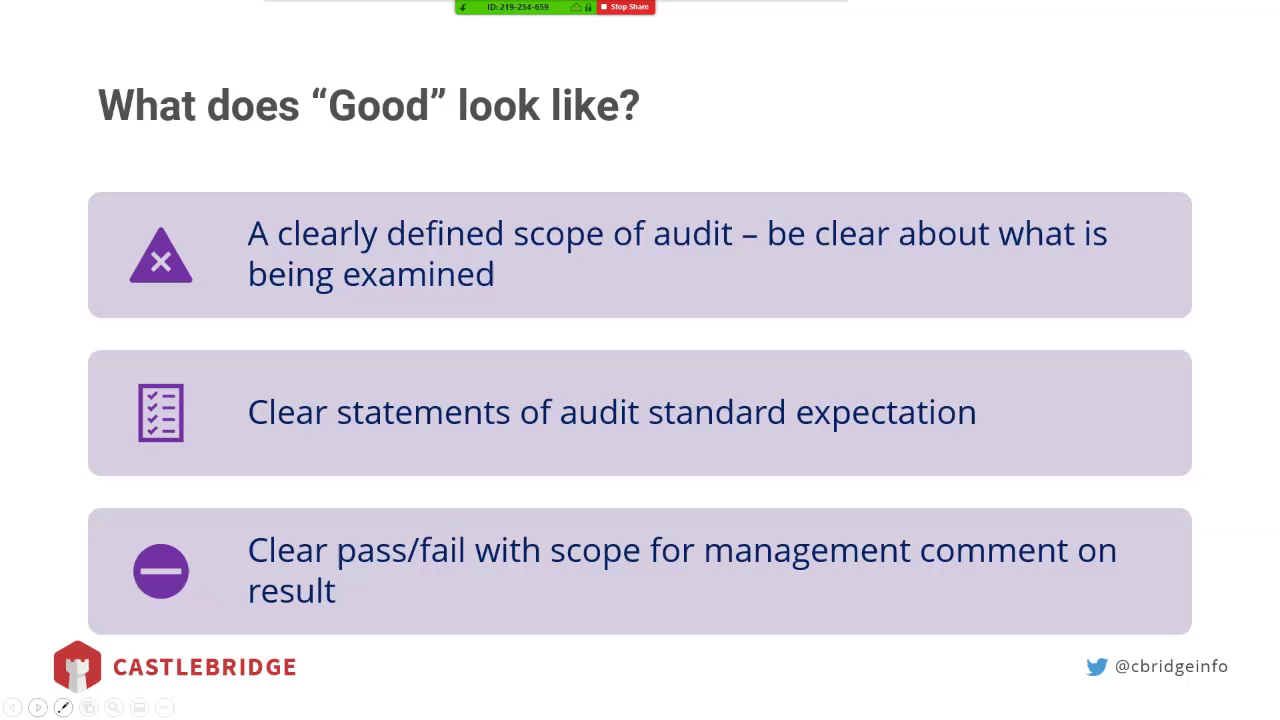 ID: 219-254-659
Stop Share
What does “Good” look like?
A clearly defined scope of audit – be clear about what is
being examined
Clear statements of audit standard expectation
Clear pass/fail with scope for management comment on
result
CASTLEBRIDGE
@cbridgeinfo